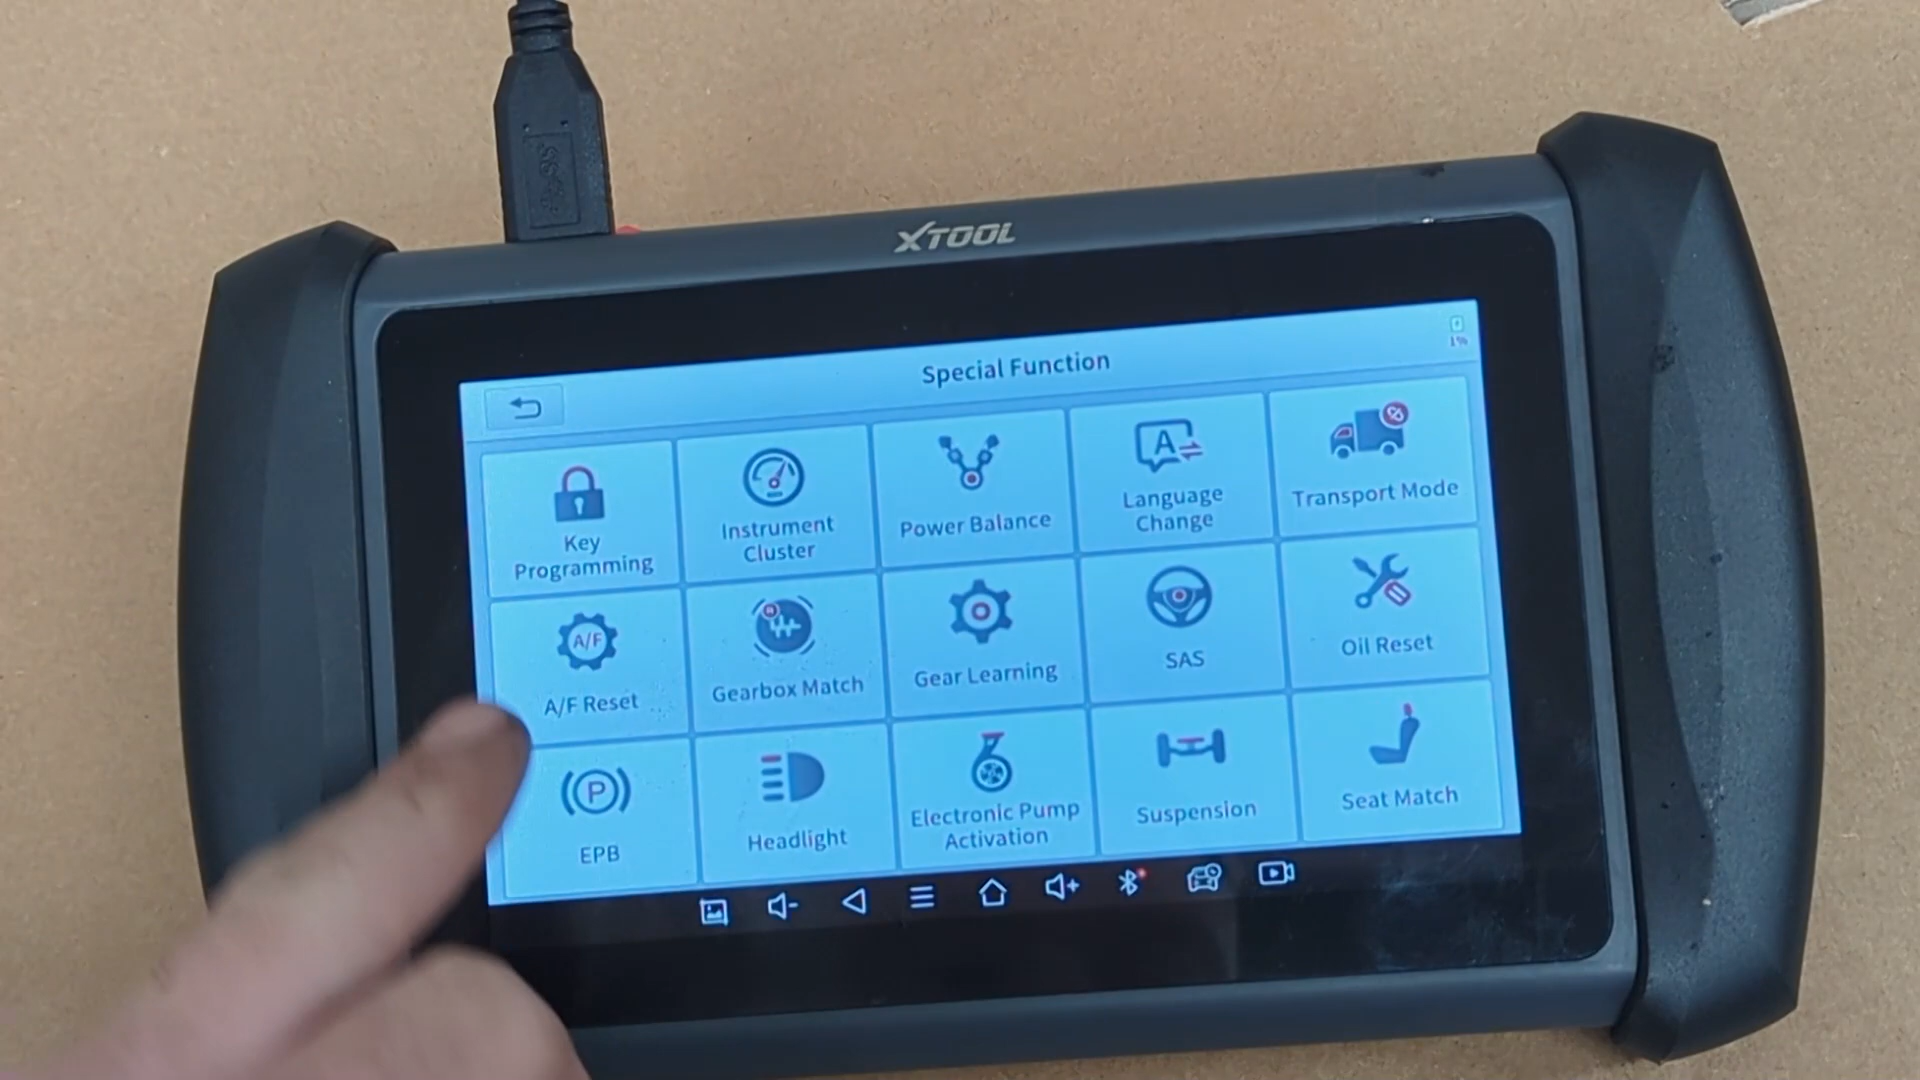 XTOOL
1%
Special Function
Key
Programming
Instrument
Cluster
Power Balance
A
Language
Change
Transport Mode
A/F
A/F Reset
Gearbox Match
Gear Learning
SAS
Oil Reset
P
EPB
Headlight
Electronic Pump
Activation
Suspension
Seat Match